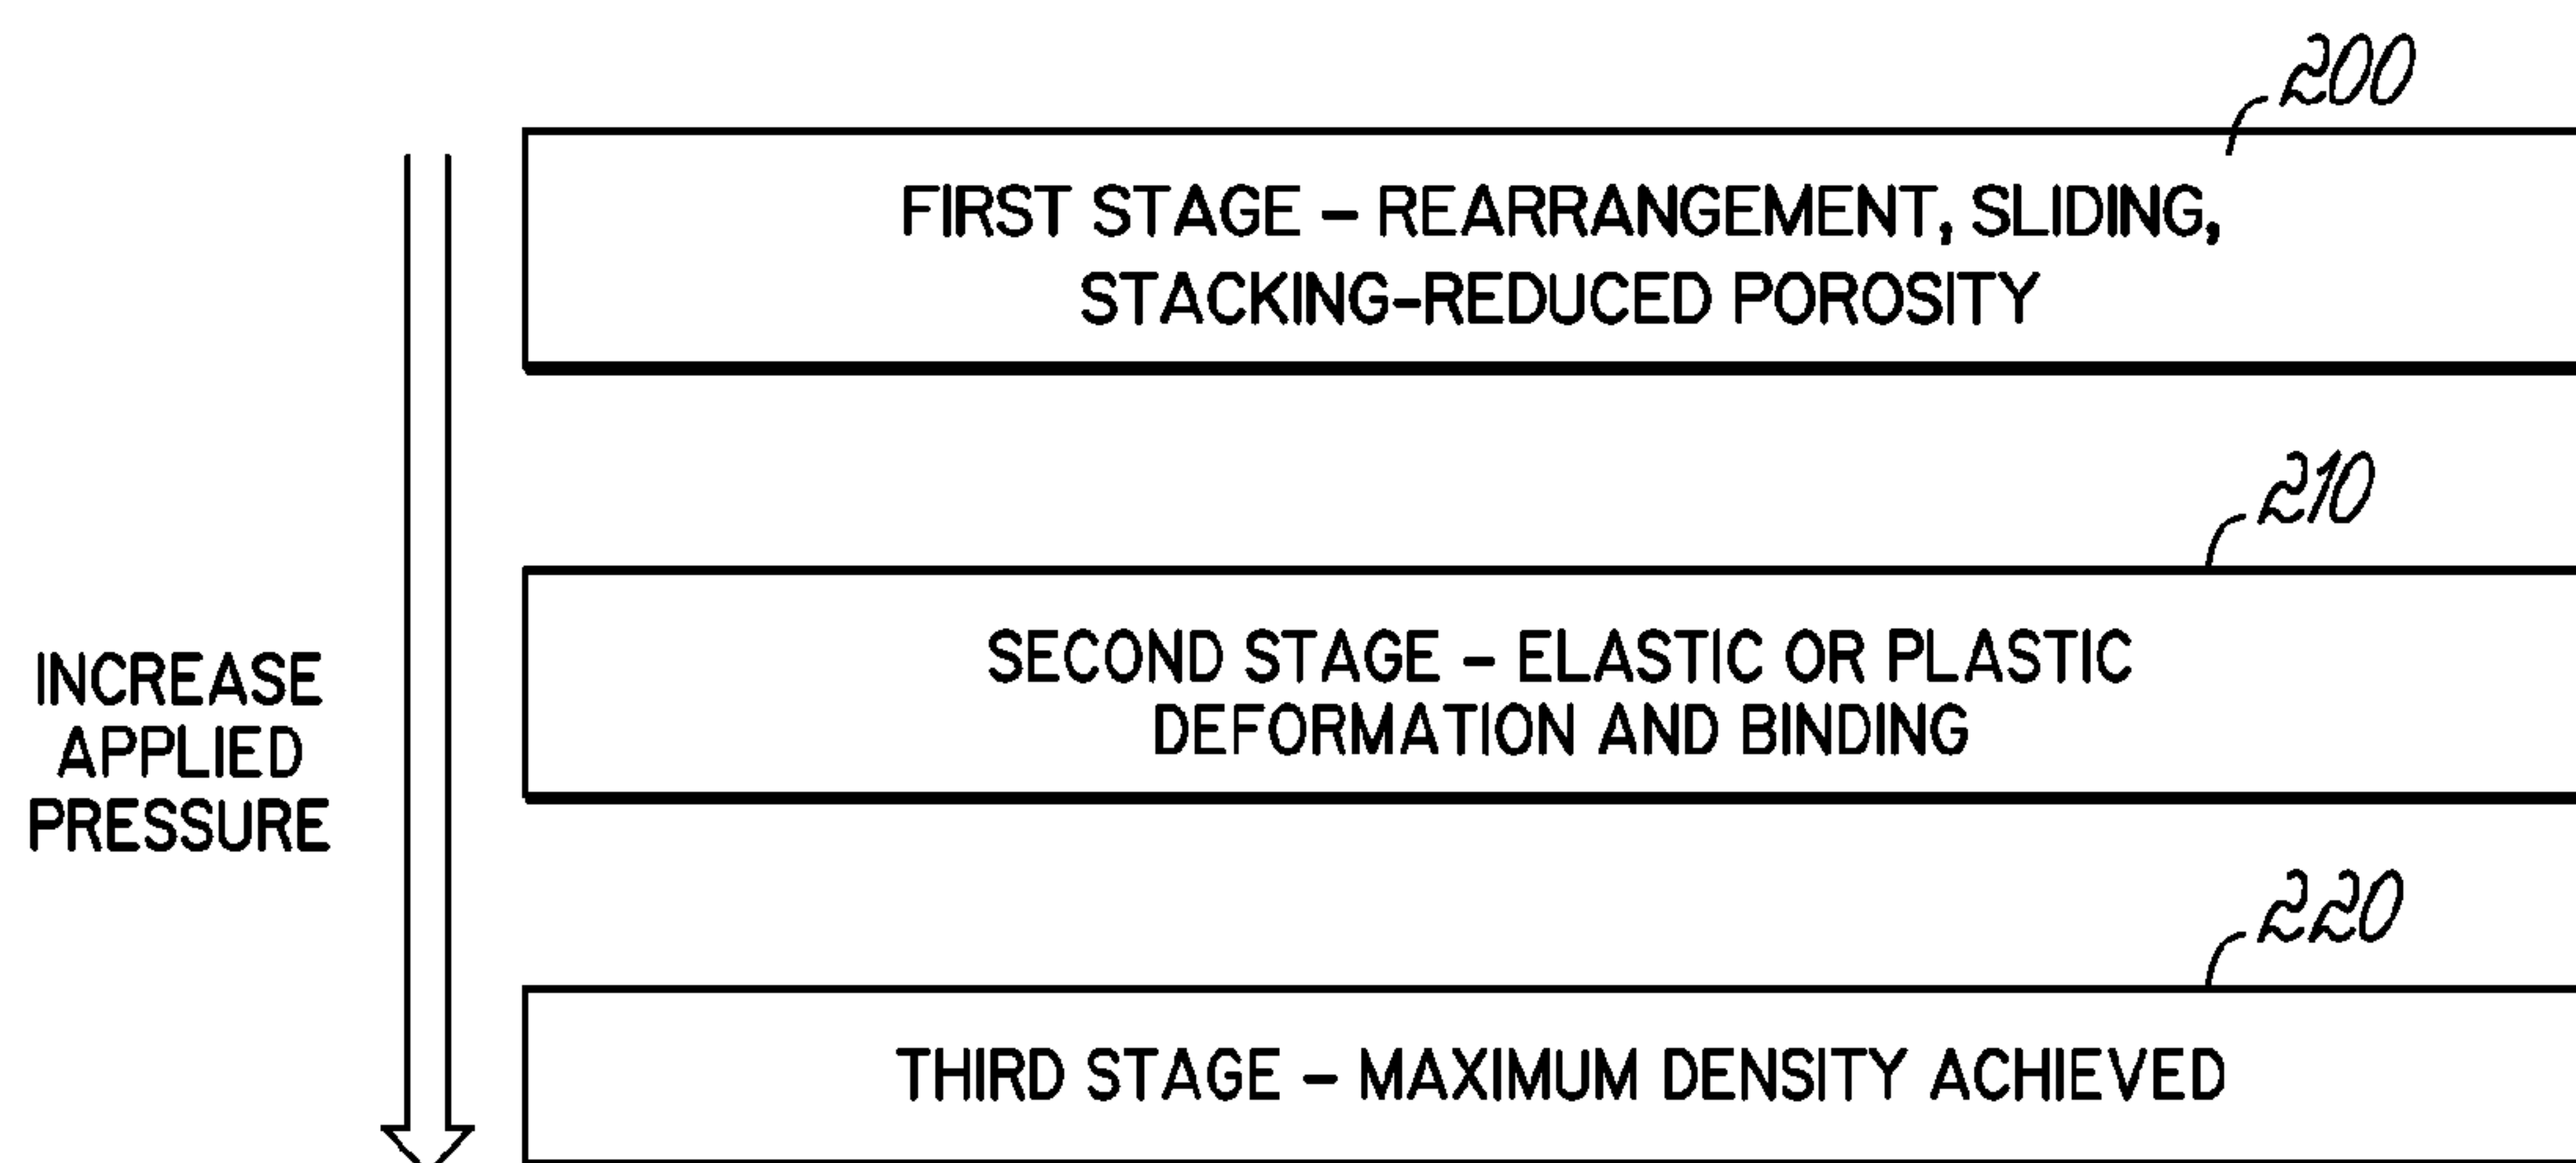 200
FIRST STAGE – REARRANGEMENT, SLIDING,
STACKING-REDUCED POROSITY
210
SECOND STAGE – ELASTIC OR PLASTIC
DEFORMATION AND BINDING
INCREASE
APPLIED
PRESSURE
220
THIRD STAGE – MAXIMUM DENSITY ACHIEVED